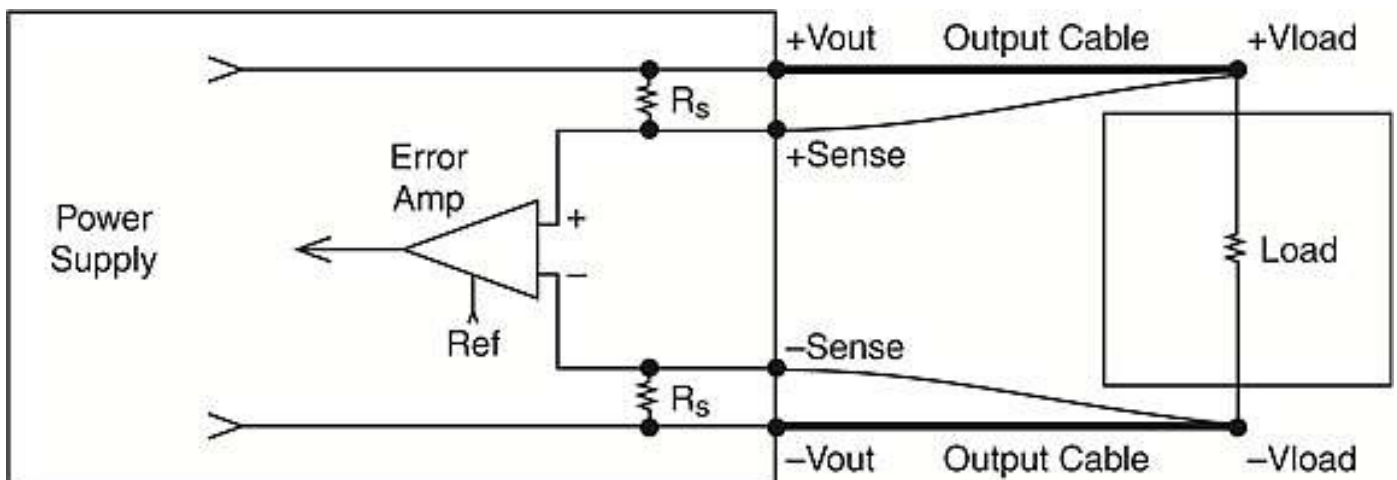 +Vout
Output Cable
+Vload
Rs
+Sense
Error
Amp
+
Power
Supply
–
Load
Ref
–Sense
Rs
–Vout
Output Cable
–Vload